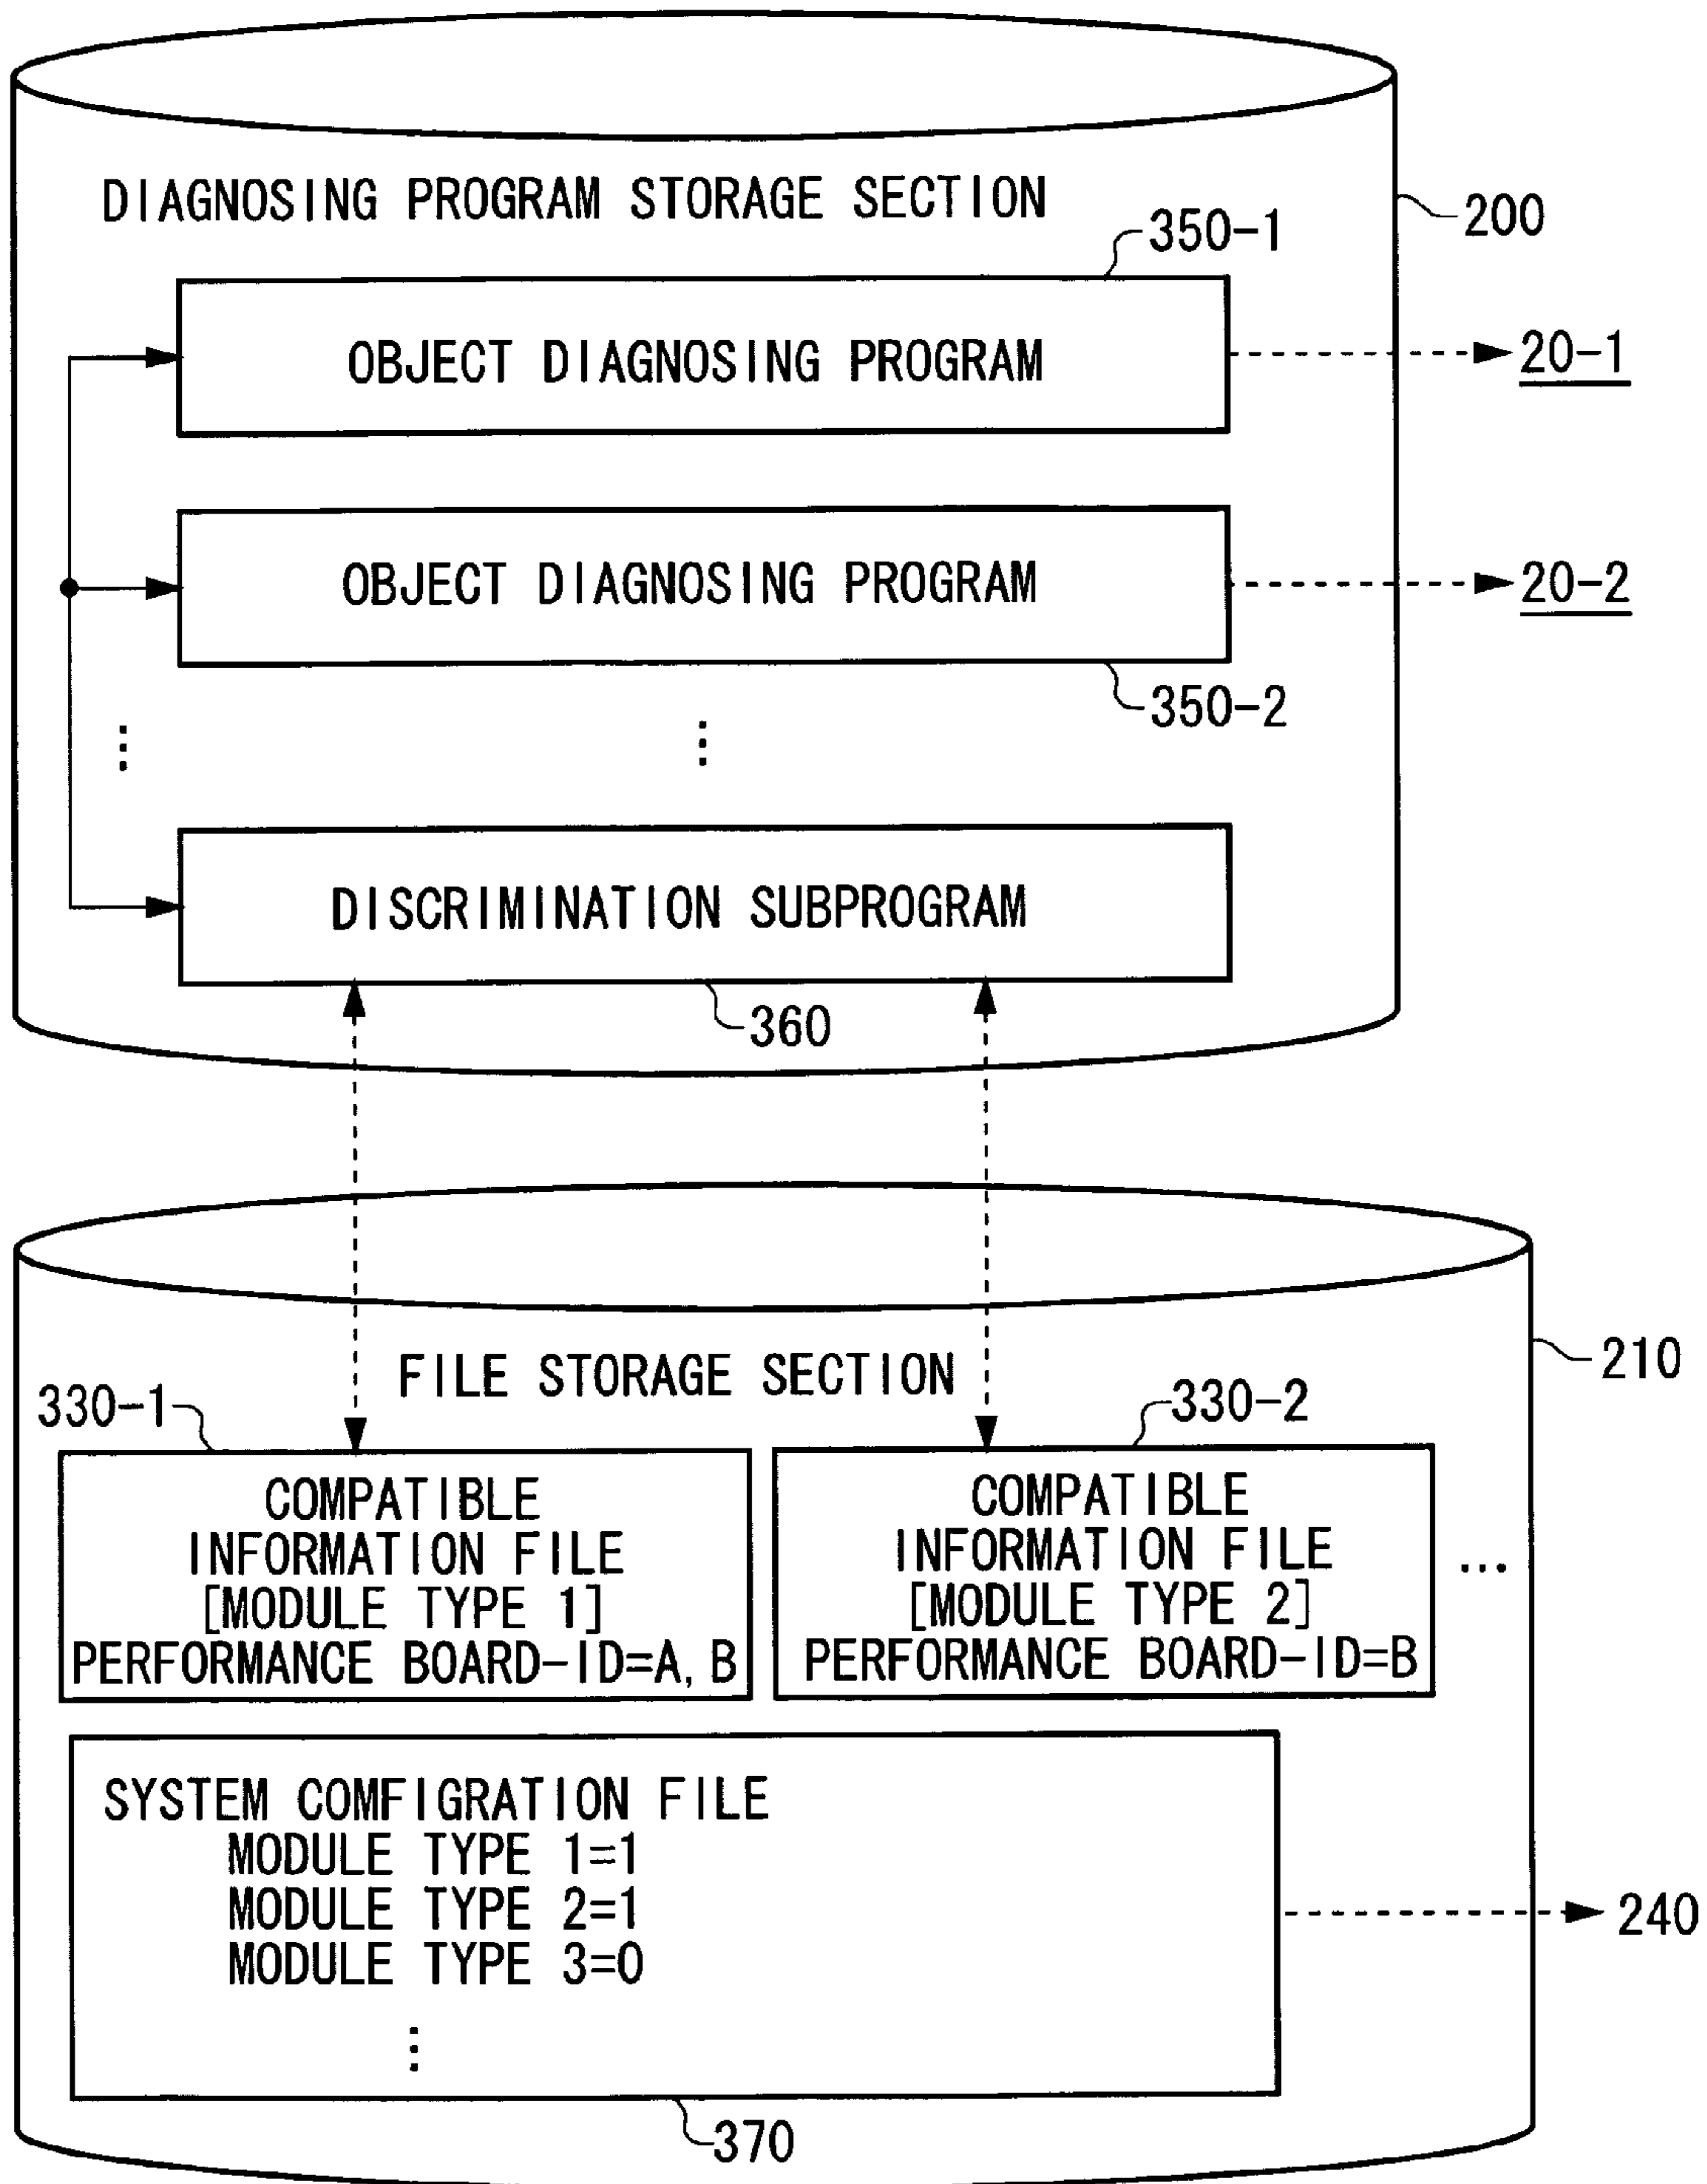 DIAGNOSING PROGRAM STORAGE SECTION
200
350-1
OBJECT DIAGNOSING PROGRAM
20-1
OBJECT DIAGNOSING PROGRAM
20-2
350-2
DISCRIMINATION SUBPROGRAM
360
FILE STORAGE SECTION
210
330-1
330-2
COMPATIBLE
INFORMATION FILE
[MODULE TYPE 1]
PERFORMANCE BOARD-ID=A, B
COMPATIBLE
INFORMATION FILE
[MODULE TYPE 2]
PERFORMANCE BOARD-ID=B
...
SYSTEM COMFIGRATION FILE
MODULE TYPE 1=1
MODULE TYPE 2=1
MODULE TYPE 3=0
240
370